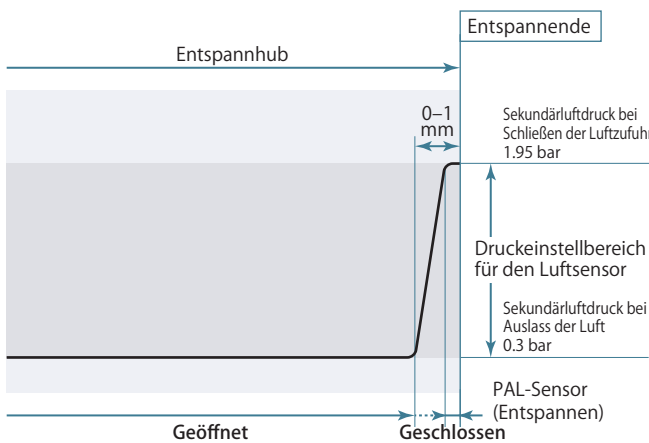 Entspannende
Entspannhub
0–1
mm
Sekundärluftdruck bei
Schließen der Luftzufuhr
1.95 bar
Druckeinstellbereich
für den Luftsensor
Sekundärluftdruck bei
Auslass der Luft
0.3 bar
PAL-Sensor
(Entspannen)
Geöffnet
Geschlossen